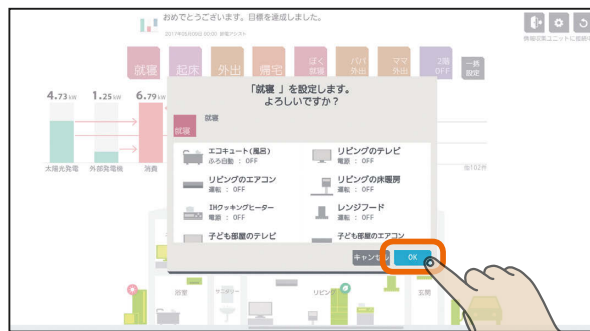 おめでとうございます。目標を達成しました。
就寝
起床
外出
帰宅
ぼく
就寝
パパ
外出
ママ
外出
2階
OFF
一括
設定
4.73kW
1.25kW
6.79kW
太陽光発電
外部発電機
消費
「就寝 」を設定します。
よろしいですか？
就寝
就寝
エコキュート(風呂)
ふろ自動 : OFF
リビングのテレビ
電源 : OFF
リビングのエアコン
運転 : OFF
リビングの床暖房
運転 : OFF
IHクッキングヒーター
電源 : OFF
レンジフード
運転 : OFF
子ども部屋のテレビ
子ども部屋のエアコン
キャンセル
OK
浴室
リビング
玄関